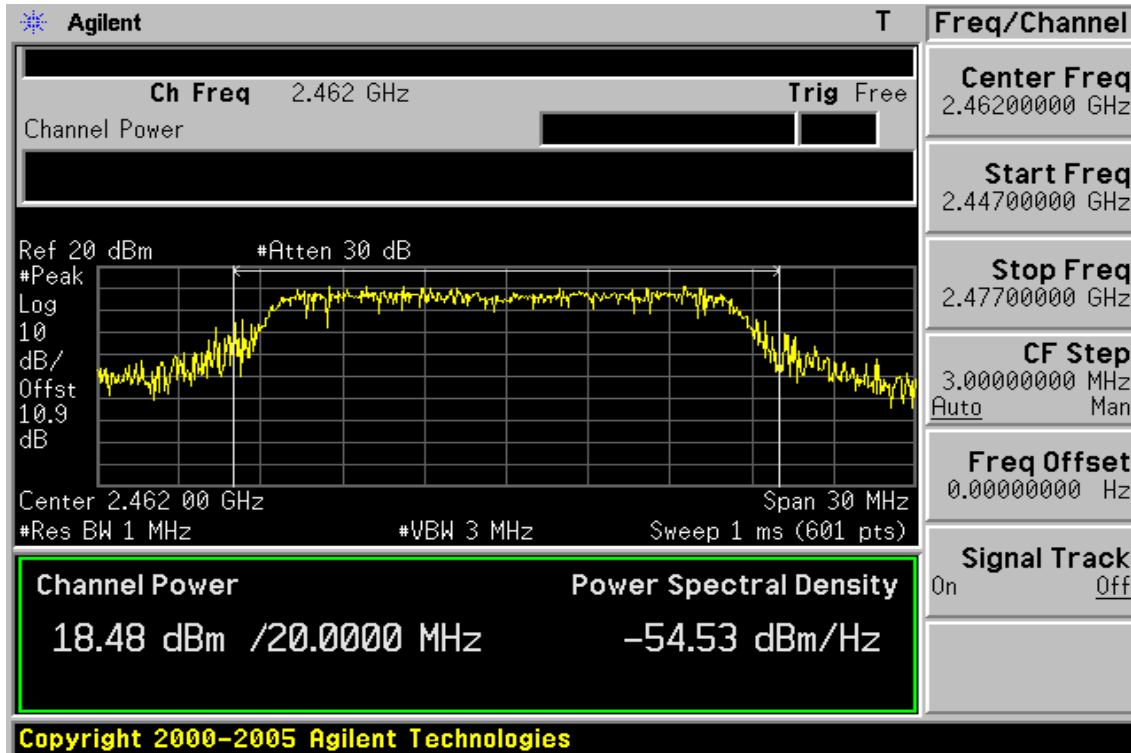 Agilent T
Ch Freq 2.462 GHz Trig Free
Channel Power
Ref 20 dBm #Atten 30 dB
#Peak
Log
10
dB/
Offst
10.9
dB
Center 2.462 00 GHz Span 30 MHz
#Res BW 1 MHz #VBW 3 MHz Sweep 1 ms (601 pts)
Channel Power Power Spectral Density
18.48 dBm /20.0000 MHz -54.53 dBm/Hz
Copyright 2000-2005 Agilent Technologies
Freq/Channel
Center Freq
2.46200000 GHz
Start Freq
2.44700000 GHz
Stop Freq
2.47700000 GHz
CF Step
3.00000000 MHz
Auto Man
Freq Offset
0.00000000 Hz
Signal Track
On Off